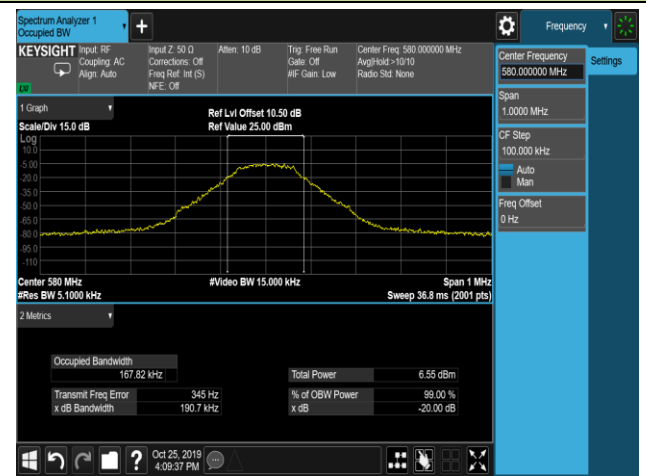 Spectrum Analyzer 1
Occupied BW
+
Frequency
KEYSIGHT
Input: RF
Coupling: AC
Align: Auto
Input Z: 50 Ω
Corrections: Off
Freq Ref: Int (S)
NFE: Off
Atten: 10 dB
Trig: Free Run
Gate: Off
#IF Gain: Low
Center Freq: 580.000000 MHz
Avg|Hold:>10/10
Radio Std: None
LXI
Center Frequency
580.000000 MHz
Settings
Span
1.0000 MHz
CF Step
100.000 kHz
Auto
Man
Freq Offset
0 Hz
1 Graph
Scale/Div 15.0 dB
Ref Lvl Offset 10.50 dB
Ref Value 25.00 dBm
Log
10.0
-5.00
-20.0
-35.0
-50.0
-65.0
-80.0
-95.0
-110
Center 580 MHz
#Video BW 15.000 kHz
Span 1 MHz
#Res BW 5.1000 kHz
Sweep 36.8 ms (2001 pts)
2 Metrics
Occupied Bandwidth
167.82 kHz
Total Power 6.55 dBm
Transmit Freq Error 345 Hz
% of OBW Power 99.00 %
x dB Bandwidth 190.7 kHz
x dB -20.00 dB
?
Oct 25, 2019
4:09:37 PM